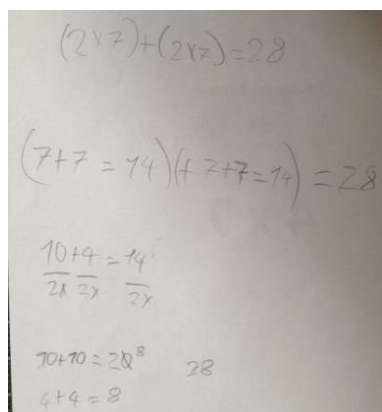 (2x7)+(2x7)=28
(7+7=14)(+7+7=14)=28
10+4=14
2x 2x 2x
10+10=20 8 28
4+4=8